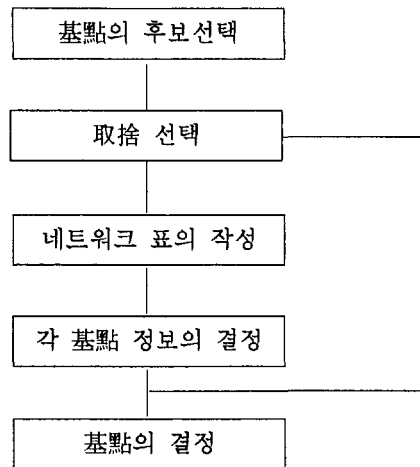 基點의 후보선택
取捨 선택
네트워크 표의 작성
각 基點 정보의 결정
基點의 결정